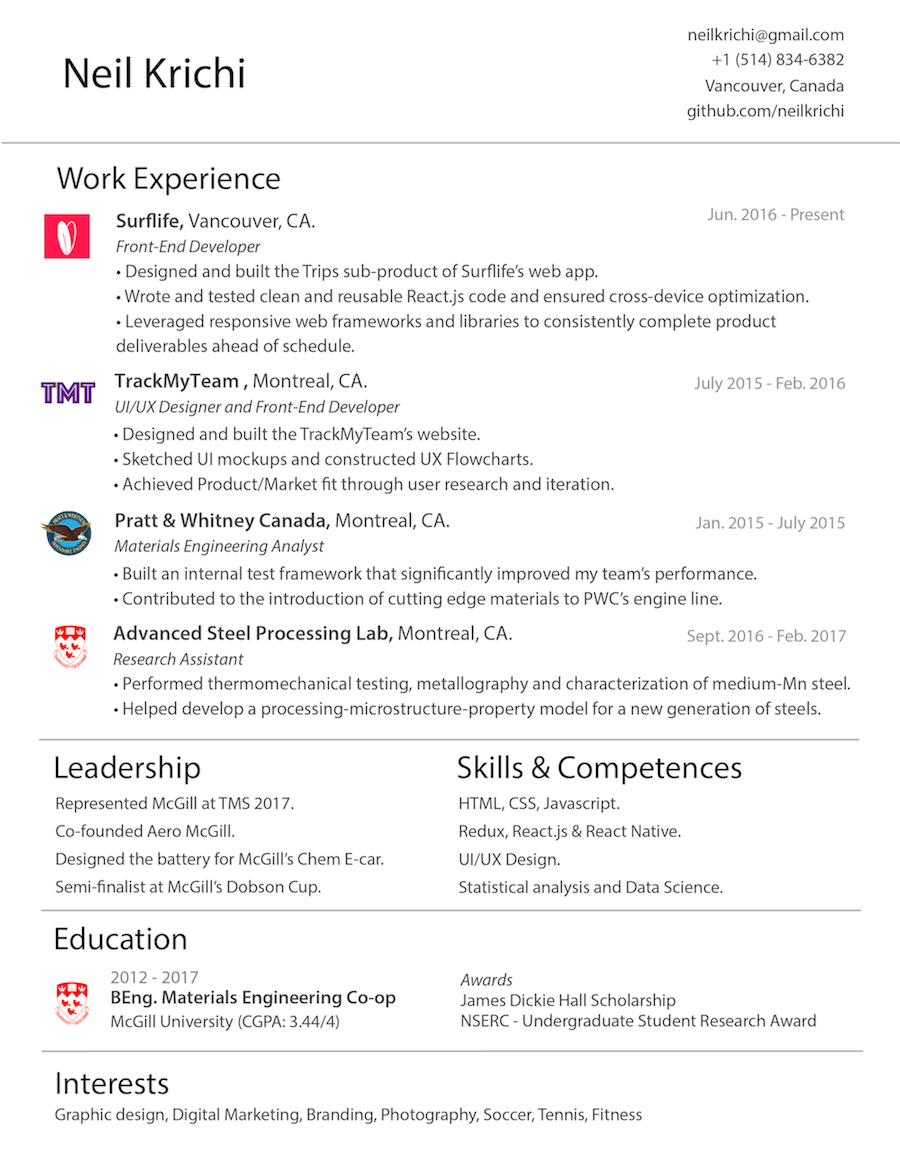 Neil Krichi
neilkrichi@gmail.com
+1 (514) 834-6382
Vancouver, Canada
github.com/neilkrichi
Work Experience
Surflife, Vancouver, CA.
Jun. 2016 - Present
Front-End Developer
• Designed and built the Trips sub-product of Surflife's web app.
• Wrote and tested clean and reusable React.js code and ensured cross-device optimization.
• Leveraged responsive web frameworks and libraries to consistently complete product
deliverables ahead of schedule.
TMT
TrackMyTeam , Montreal, CA.
July 2015 - Feb. 2016
UI/UX Designer and Front-End Developer
• Designed and built the TrackMyTeam's website.
• Sketched UI mockups and constructed UX Flowcharts.
• Achieved Product/Market fit through user research and iteration.
Pratt & Whitney Canada, Montreal, CA.
Jan. 2015 - July 2015
Materials Engineering Analyst
• Built an internal test framework that significantly improved my team's performance.
• Contributed to the introduction of cutting edge materials to PWC's engine line.
Advanced Steel Processing Lab, Montreal, CA.
Sept. 2016 - Feb. 2017
Research Assistant
• Performed thermomechanical testing, metallography and characterization of medium-Mn steel.
• Helped develop a processing-microstructure-property model for a new generation of steels.
Leadership
Represented McGill at TMS 2017.
Co-founded Aero McGill.
Designed the battery for McGill's Chem E-car.
Semi-finalist at McGill's Dobson Cup.
Skills & Competences
HTML, CSS, Javascript.
Redux, React.js & React Native.
UI/UX Design.
Statistical analysis and Data Science.
Education
2012 - 2017
BEng. Materials Engineering Co-op
McGill University (CGPA: 3.44/4)
Awards
James Dickie Hall Scholarship
NSERC - Undergraduate Student Research Award
Interests
Graphic design, Digital Marketing, Branding, Photography, Soccer, Tennis, Fitness